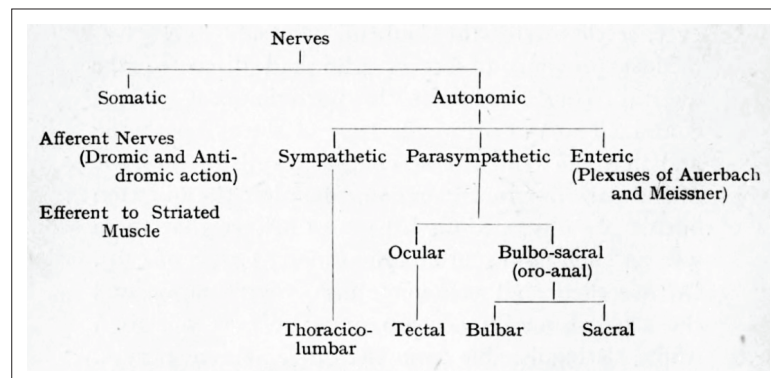 Nerves
Somatic
Autonomic
Afferent Nerves
(Dromic and Anti-
dromic action)
Efferent to Striated
Muscle
Sympathetic
Parasympathetic
Enteric
(Plexuses of Auerbach
and Meissner)
Ocular
Bulbo-sacral
(oro-anal)
Thoracico-
lumbar
Tectal
Bulbar
Sacral